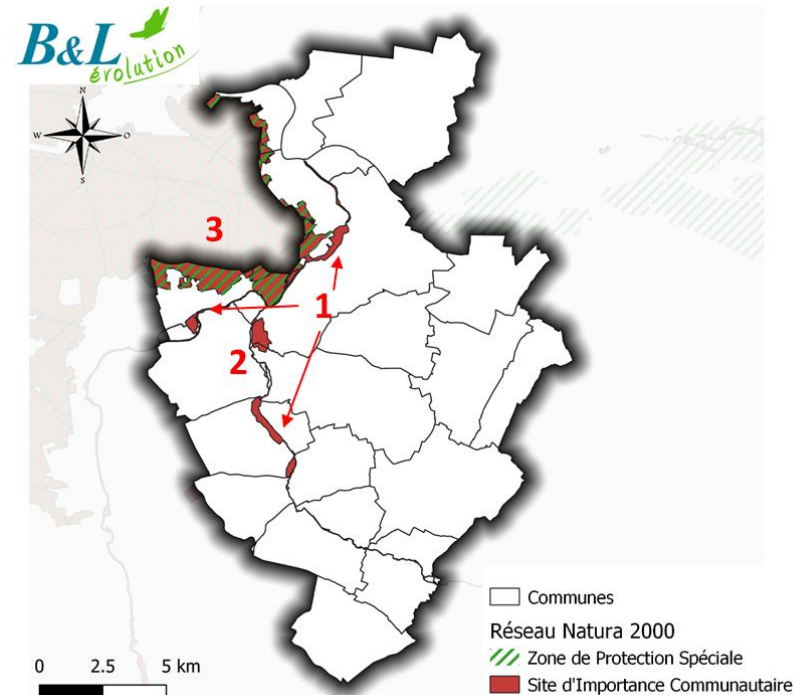 B&L
évolution
N
W
O
S
3
1
2
Communes
Réseau Natura 2000
Zone de Protection Spéciale
Site d'Importance Communautaire
0 2.5 5 km